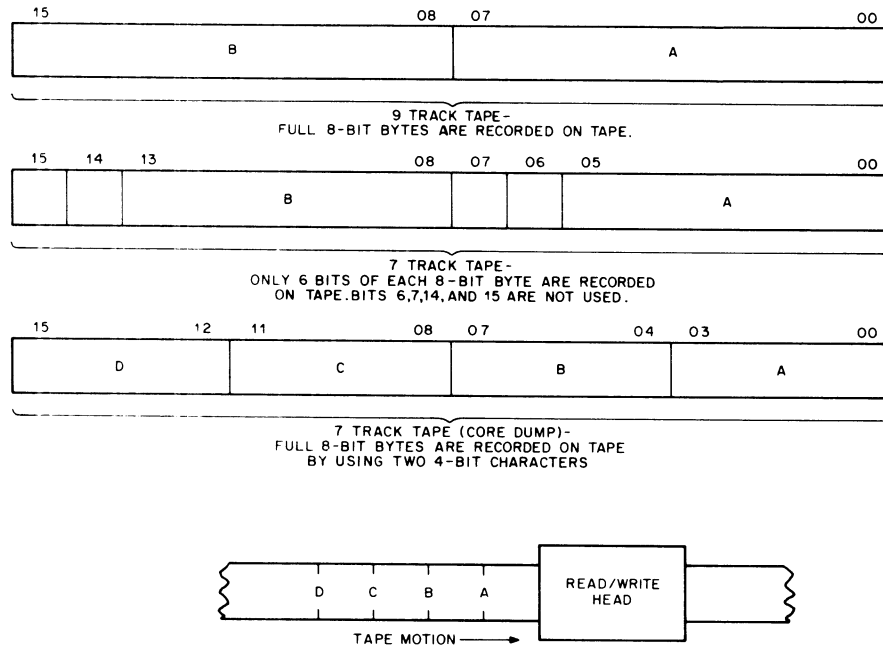 15 08 07 00
B A
9 TRACK TAPE-
FULL 8-BIT BYTES ARE RECORDED ON TAPE.
15 14 13 08 07 06 05 00
B A
7 TRACK TAPE-
ONLY 6 BITS OF EACH 8-BIT BYTE ARE RECORDED
ON TAPE.BITS 6,7,14, AND 15 ARE NOT USED.
15 12 11 08 07 04 03 00
D C B A
7 TRACK TAPE (CORE DUMP)-
FULL 8-BIT BYTES ARE RECORDED ON TAPE
BY USING TWO 4-BIT CHARACTERS
D C B A
READ/WRITE
HEAD
TAPE MOTION